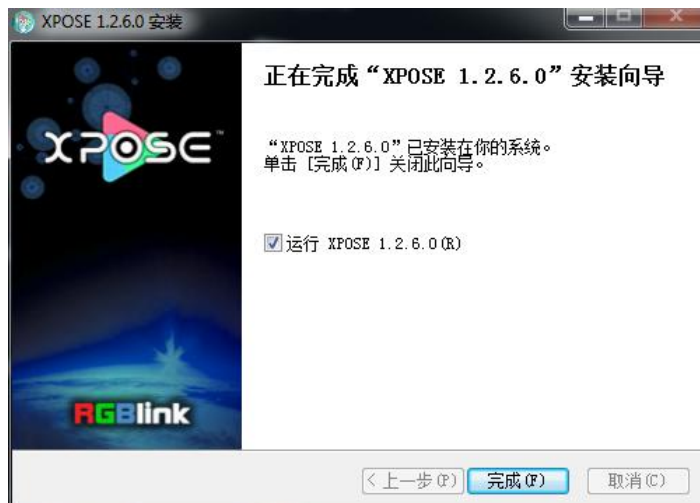 XPOSE 1.2.6.0 安装
正在完成“XPOSE 1.2.6.0”安装向导
XPOSE™
“XPOSE 1.2.6.0”已安装在你的系统。
单击 [完成(F)] 关闭此向导。
运行 XPOSE 1.2.6.0(R)
RGBlink
< 上一步(P)
完成(F)
取消(C)